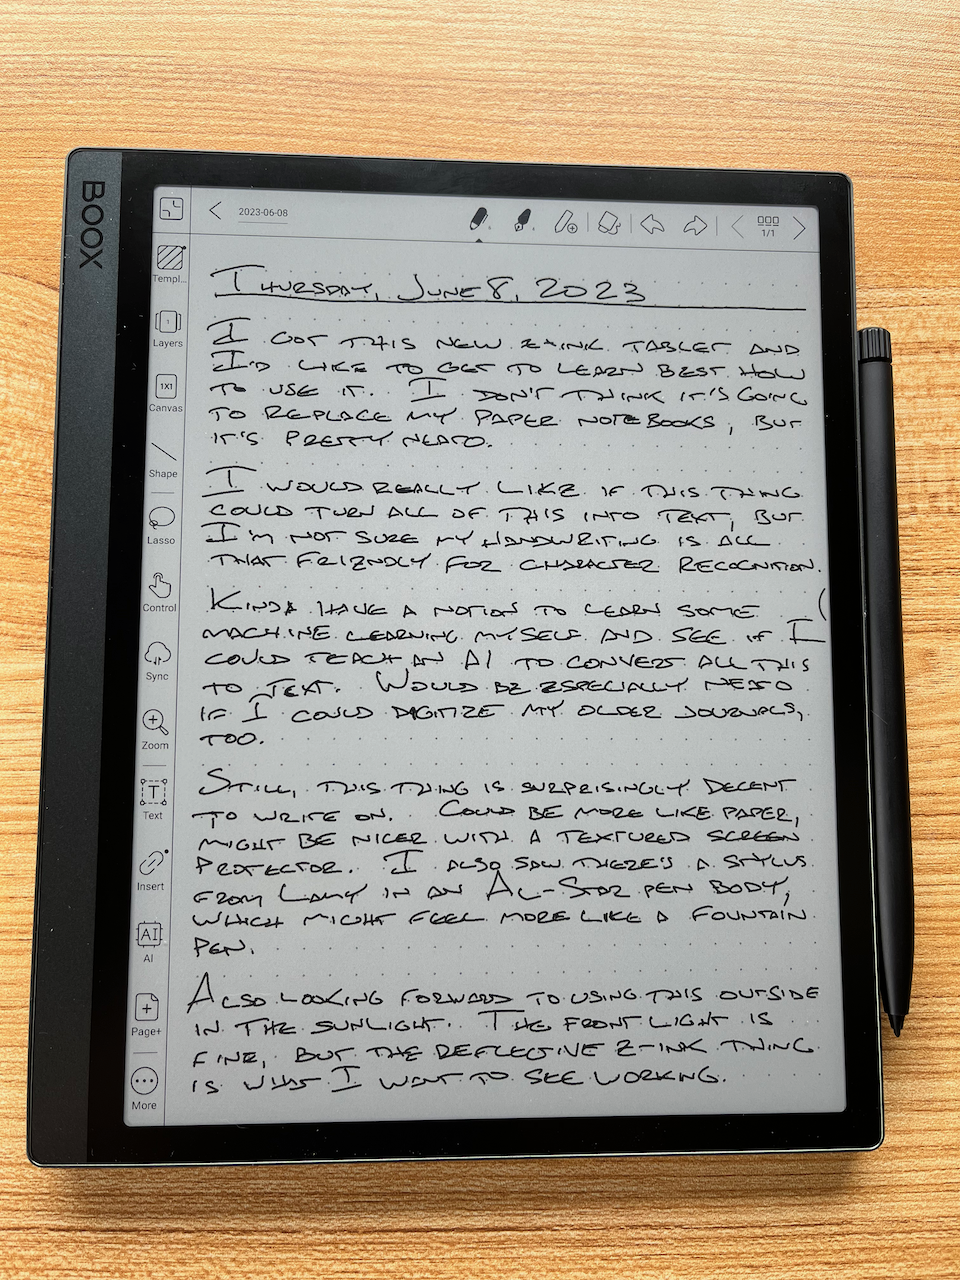 BOOX
2023-06-08
1/1
Templ...
Layers
1X1
Canvas
Shape
Lasso
Control
Sync
Zoom
T
Text
Insert
AI
AI
Page+
More
THURSDAY, JUNE 8, 2023
I GOT THIS NEW E-INK TABLET AND
I'D LIKE TO GET TO LEARN BEST HOW
TO USE IT. I DON'T THINK IT'S GOING
TO REPLACE MY PAPER NOTEBOOKS, BUT
IT'S PRETTY NEATO.
I WOULD REALLY LIKE IF THIS THING
COULD TURN ALL OF THIS INTO TEXT, BUT
I'M NOT SURE MY HANDWRITING IS ALL
THAT FRIENDLY FOR CHARACTER RECOGNITION.
KINDA HAVE A NOTION TO LEARN SOME
MACHINE LEARNING MYSELF AND SEE IF I
COULD TEACH AN AI TO CONVERT ALL THIS
TO TEXT. WOULD BE ESPECIALLY NEATO
IF I COULD DIGITIZE MY OLDER JOURNALS,
TOO.
STILL, THIS THING IS SURPRISINGLY DECENT
TO WRITE ON. COULD BE MORE LIKE PAPER,
MIGHT BE NICER WITH A TEXTURED SCREEN
PROTECTOR. I ALSO SAW THERE'S A STYLUS
FROM LAMY IN AN AL-STAR PEN BODY,
WHICH MIGHT FEEL MORE LIKE A FOUNTAIN
PEN.
ALSO LOOKING FORWARD TO USING THIS OUTSIDE
IN THE SUNLIGHT. THE FRONT LIGHT IS
FINE, BUT THE REFLECTIVE E-INK THING
IS WHAT I WANT TO SEE WORKING.